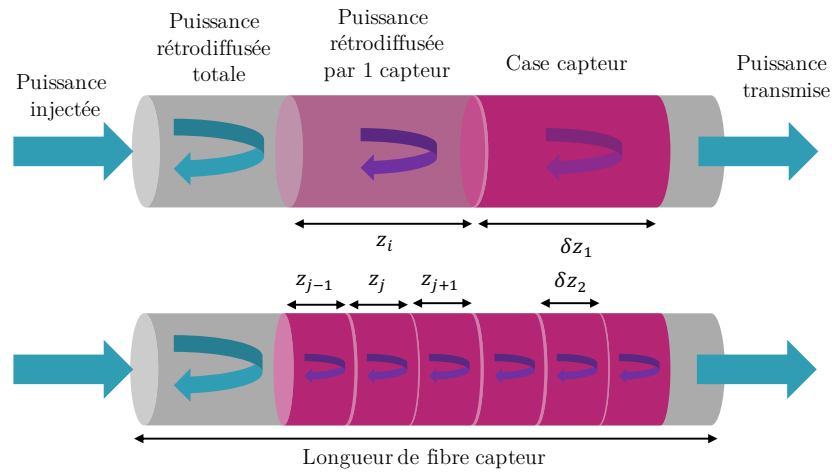 Puissance
injectée
Puissance
rétrodiffusée
totale
Puissance
rétrodiffusée
par 1 capteur
Case capteur
Puissance
transmise
z_i
δz_1
z_{j−1}
z_j
z_{j+1}
δz_2
Longueur de fibre capteur